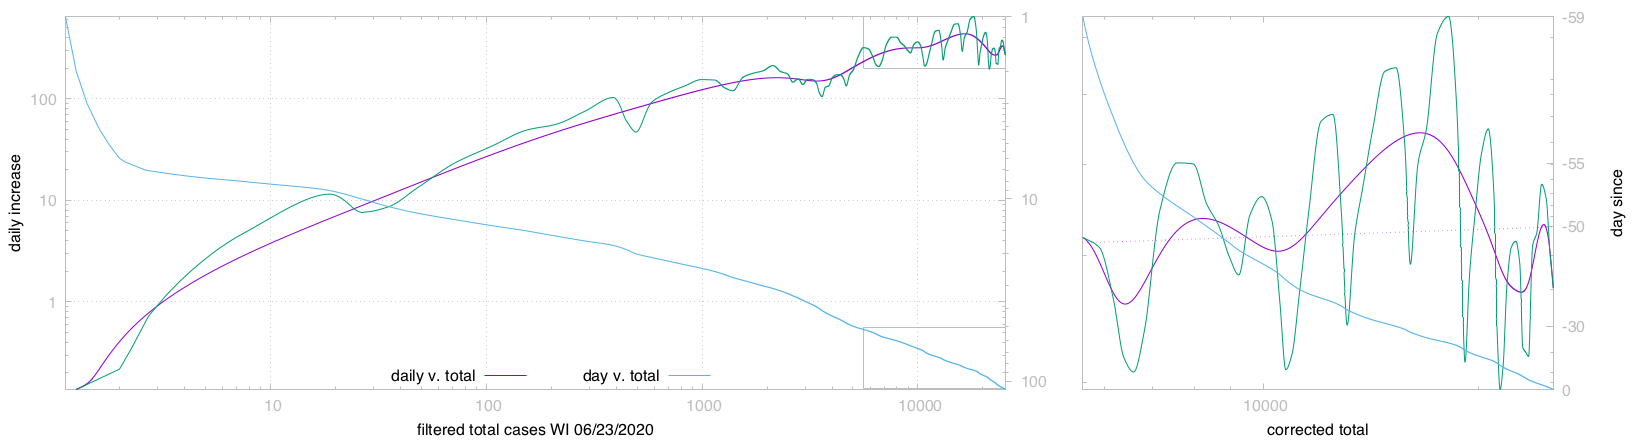 daily increase
100
10
1
10
100
1000
10000
1
10
100
daily v. total
day v. total
filtered total cases WI 06/23/2020
10000
-59
-55
-50
-30
0
day since
corrected total